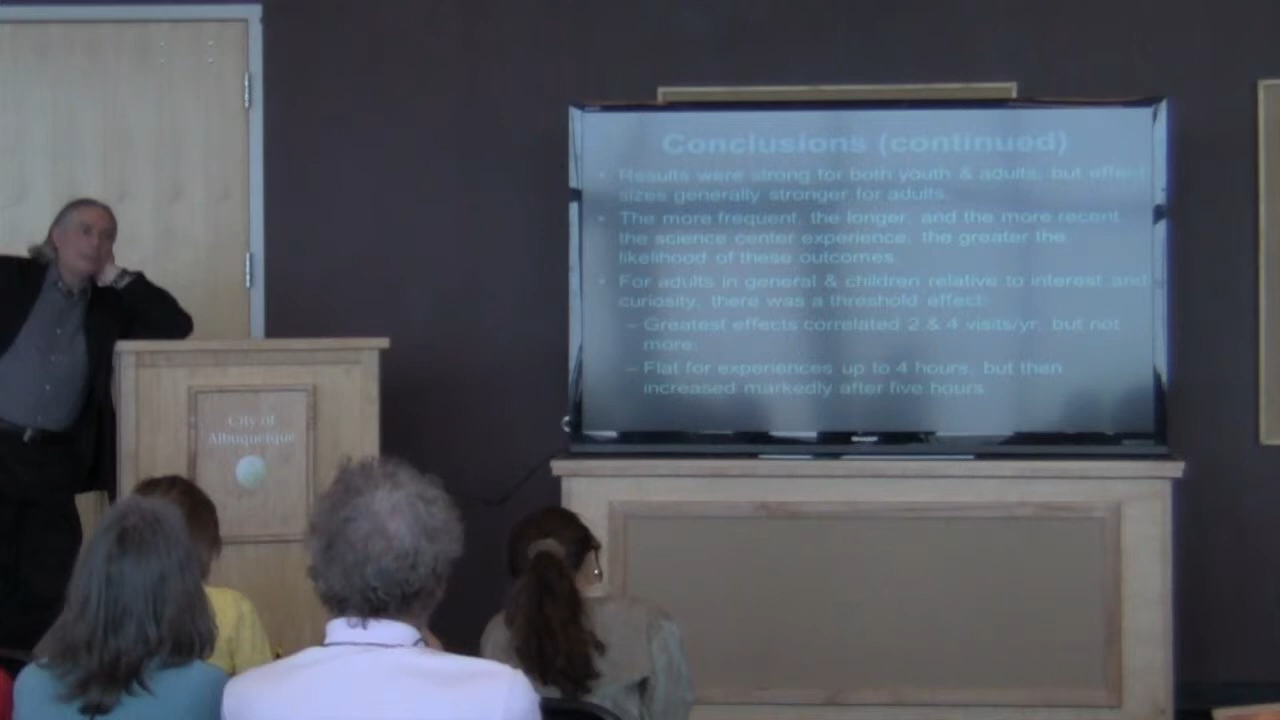 Conclusions (continued)
• Results were strong for both youth & adults, but effect
sizes generally stronger for adults.
• The more frequent, the longer, and the more recent
the science center experience, the greater the
likelihood of these outcomes.
• For adults in general & children relative to interest and
curiosity, there was a threshold effect:
– Greatest effects correlated 2 & 4 visits/yr, but not
more;
– Flat for experiences up to 4 hours, but then
increased markedly after five hours
City of
Albuquerque
SHARP